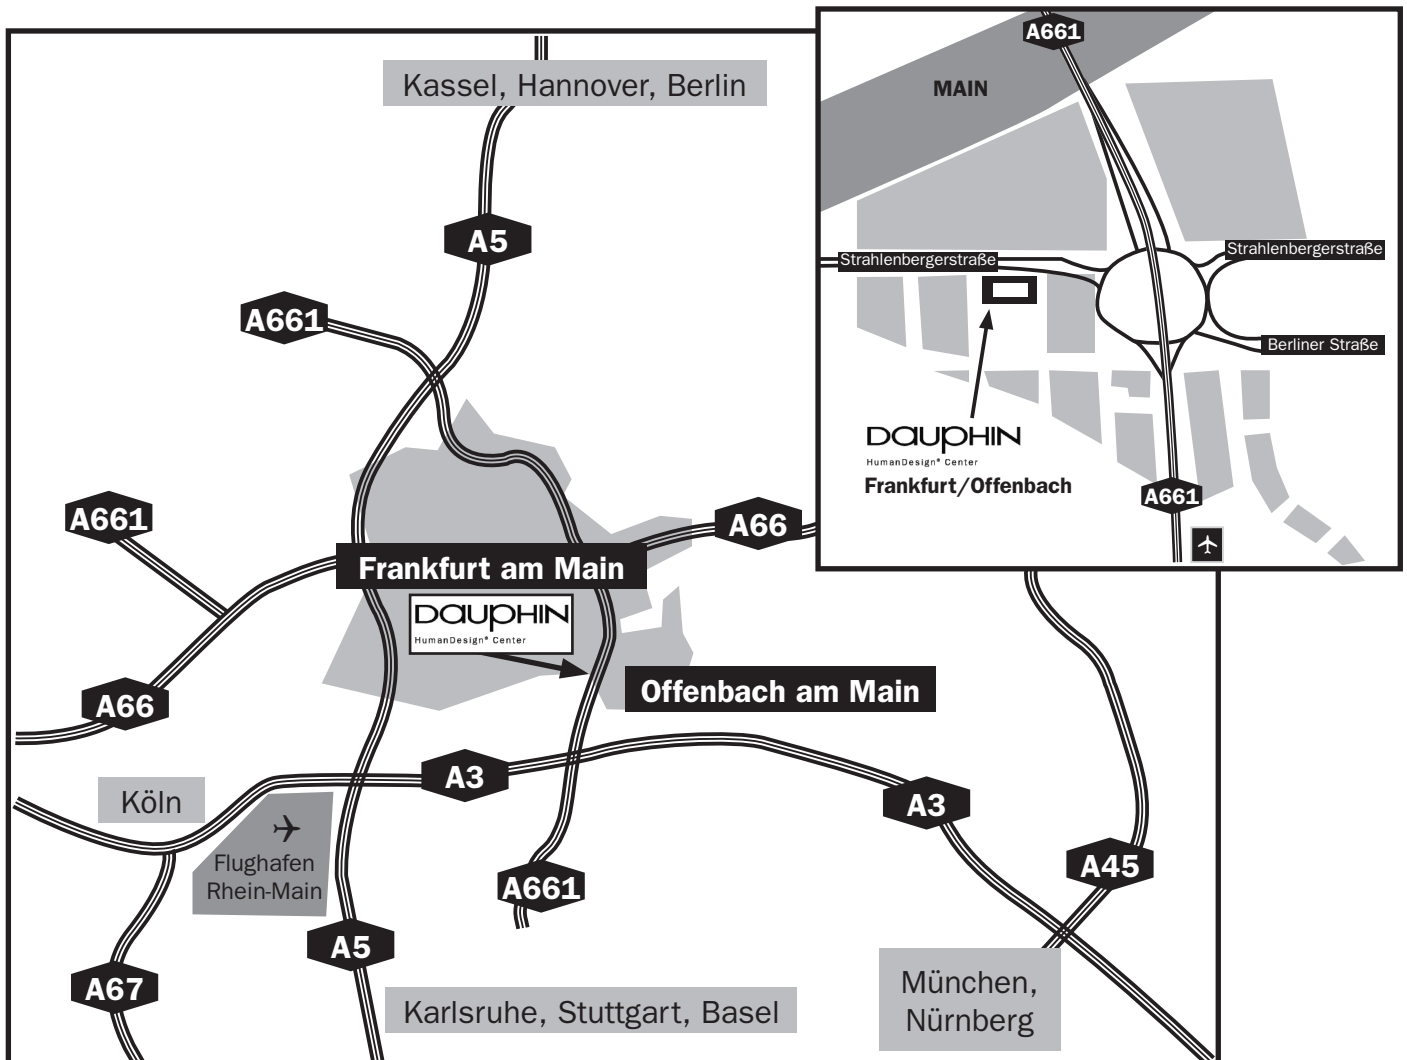 Kassel, Hannover, Berlin
A5
A661
A661
A66
Frankfurt am Main
DAUPHIN
HumanDesign® Center
A66
Offenbach am Main
A3
Köln
Flughafen
Rhein-Main
A661
A3
A45
A5
A67
Karlsruhe, Stuttgart, Basel
München,
Nürnberg
A661
MAIN
Strahlenbergerstraße
Strahlenbergerstraße
Berliner Straße
DAUPHIN
HumanDesign® Center
Frankfurt/Offenbach
A661